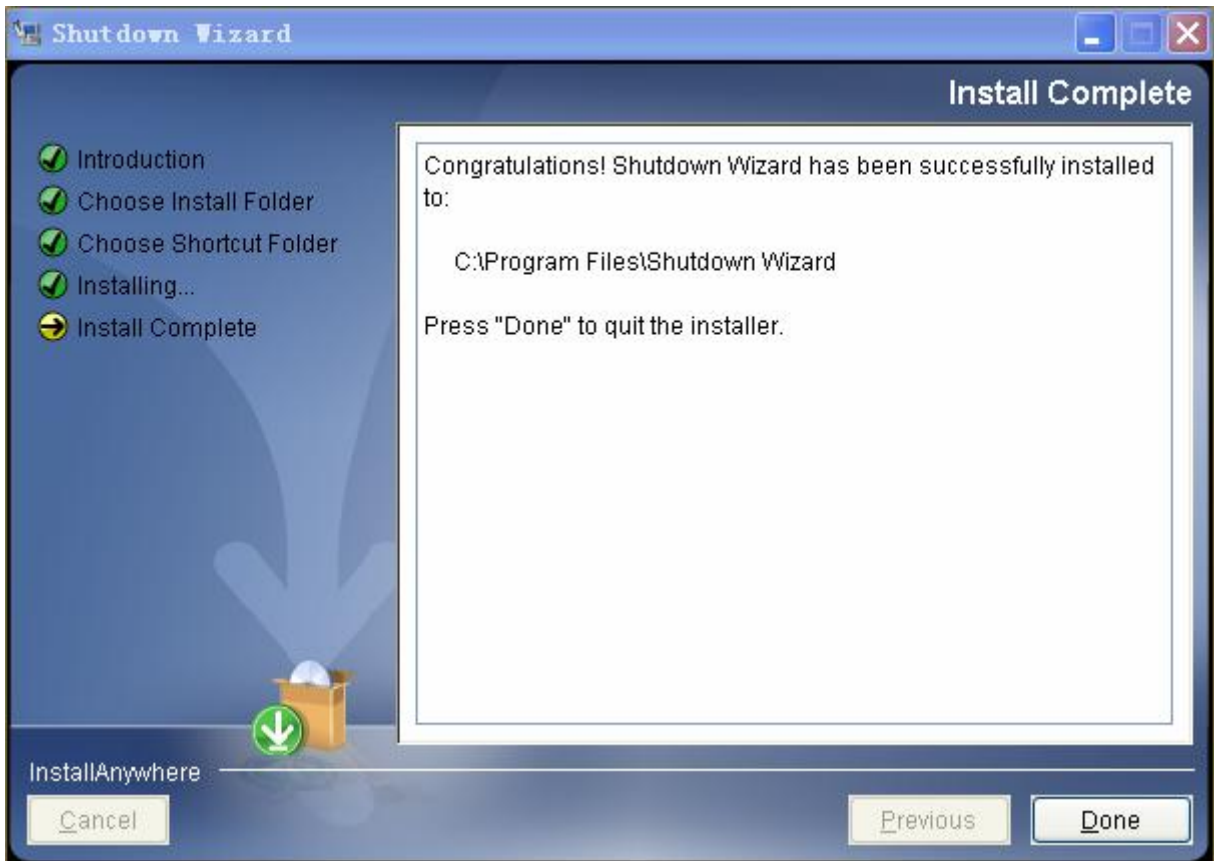 Shutdown Wizard
Install Complete
Introduction
Choose Install Folder
Choose Shortcut Folder
Installing...
Install Complete
Congratulations! Shutdown Wizard has been successfully installed
to:
C:\Program Files\Shutdown Wizard
Press "Done" to quit the installer.
InstallAnywhere
Cancel
Previous
Done